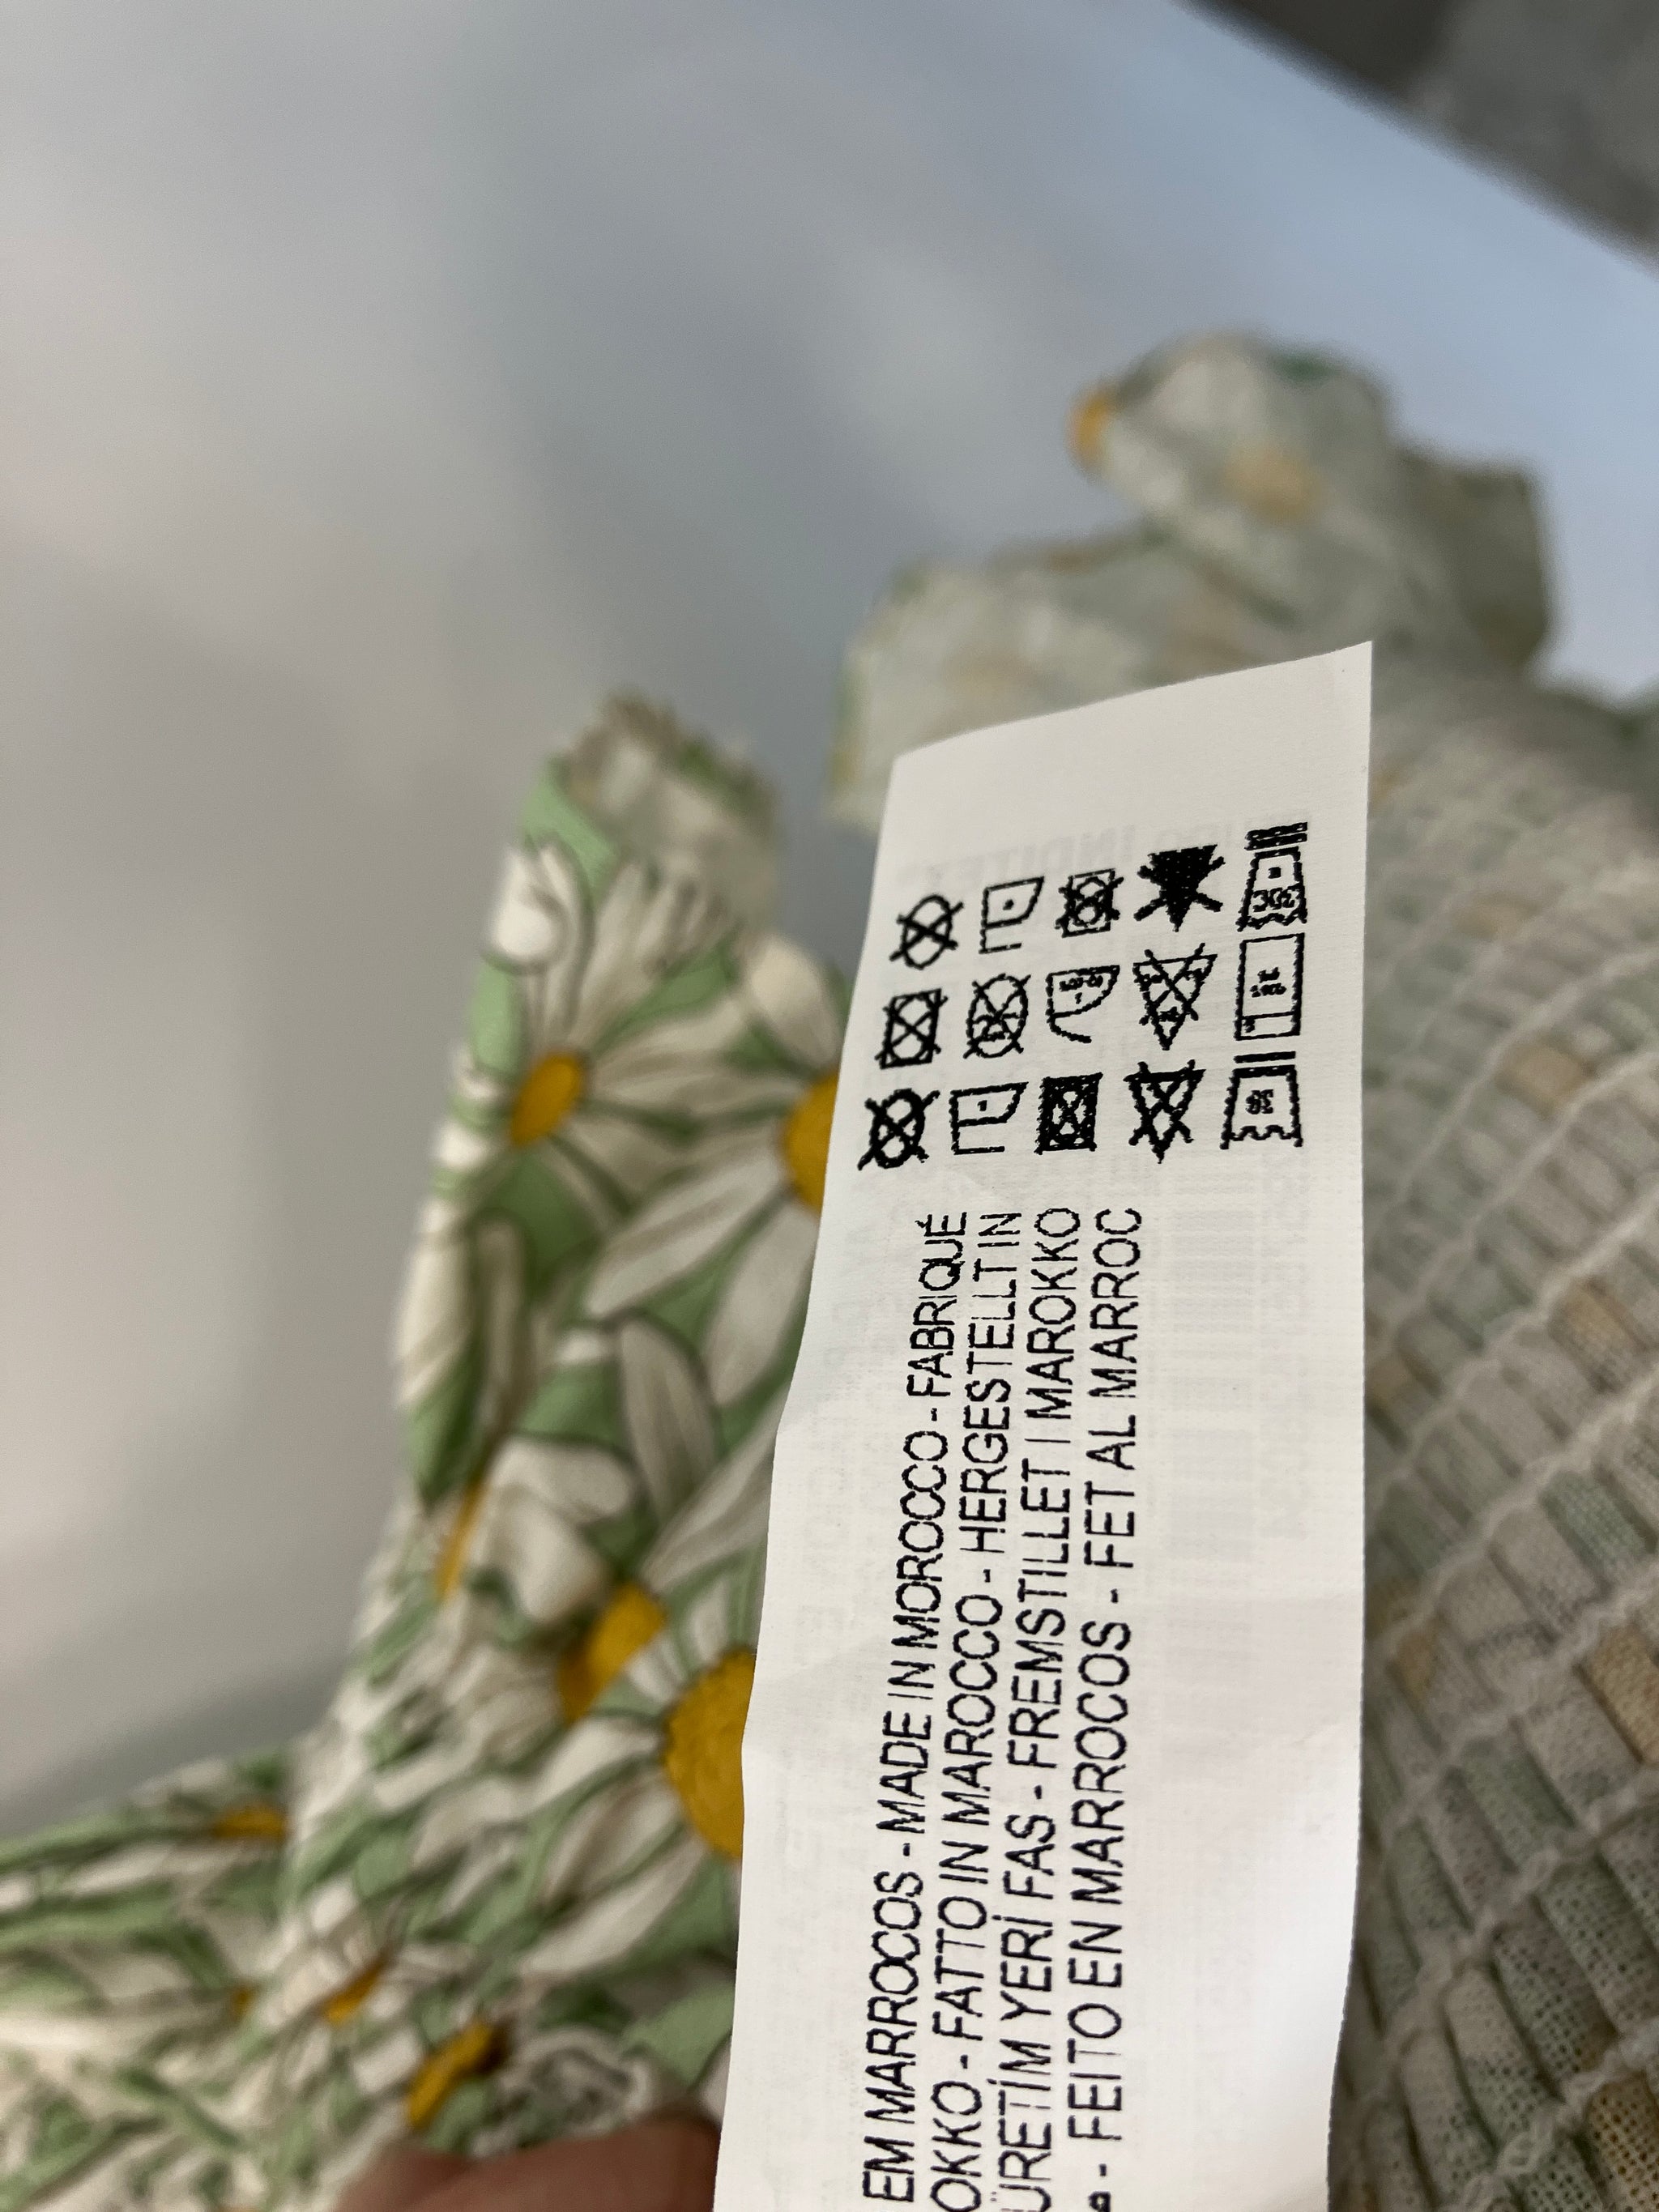 EM MARROCOS - MADE IN MOROCCO - FABRIQUÉ
OKKO - FATTO IN MAROCCO - HERGESTELLT IN
ÜRETİM YERİ FAS - FREMSTILLET I MAROKKO
- FEITO EN MARROCOS - FET AL MARROC